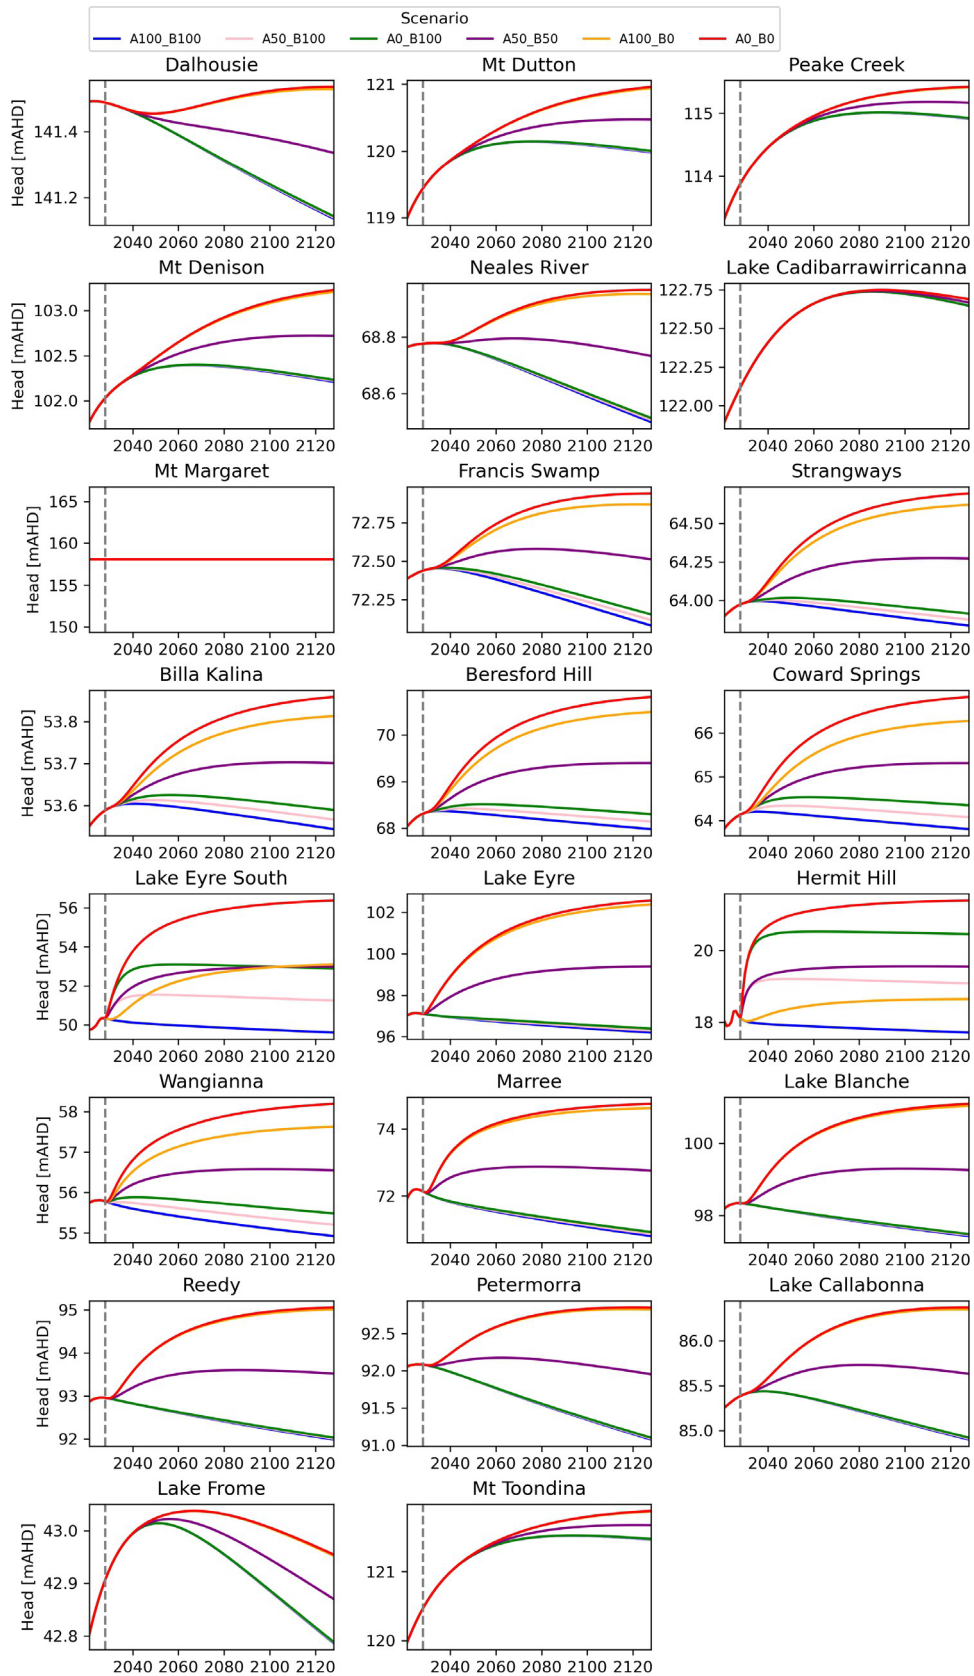 Scenario
A100_B100 A50_B100 A0_B100 A50_B50 A100_B0 A0_B0
Dalhousie Mt Dutton Peake Creek
Head [mAHD]
141.4
141.2
2040 2060 2080 2100 2120
121
120
119
2040 2060 2080 2100 2120
115
114
2040 2060 2080 2100 2120
Mt Denison Neales River Lake Cadibarrawirricanna
Head [mAHD]
103.0
102.5
102.0
2040 2060 2080 2100 2120
68.8
68.6
2040 2060 2080 2100 2120
122.75
122.50
122.25
122.00
2040 2060 2080 2100 2120
Mt Margaret Francis Swamp Strangways
Head [mAHD]
165
160
155
150
2040 2060 2080 2100 2120
72.75
72.50
72.25
2040 2060 2080 2100 2120
64.50
64.25
64.00
2040 2060 2080 2100 2120
Billa Kalina Beresford Hill Coward Springs
Head [mAHD]
53.8
53.7
53.6
2040 2060 2080 2100 2120
70
69
68
2040 2060 2080 2100 2120
66
65
64
2040 2060 2080 2100 2120
Lake Eyre South Lake Eyre Hermit Hill
Head [mAHD]
56
54
52
50
2040 2060 2080 2100 2120
102
100
98
96
2040 2060 2080 2100 2120
20
18
2040 2060 2080 2100 2120
Wangianna Marree Lake Blanche
Head [mAHD]
58
57
56
55
2040 2060 2080 2100 2120
74
72
2040 2060 2080 2100 2120
100
98
2040 2060 2080 2100 2120
Reedy Petermorra Lake Callabonna
Head [mAHD]
95
94
93
92
2040 2060 2080 2100 2120
92.5
92.0
91.5
91.0
2040 2060 2080 2100 2120
86.0
85.5
85.0
2040 2060 2080 2100 2120
Lake Frome Mt Toondina
Head [mAHD]
43.0
42.9
42.8
2040 2060 2080 2100 2120
121
120
2040 2060 2080 2100 2120